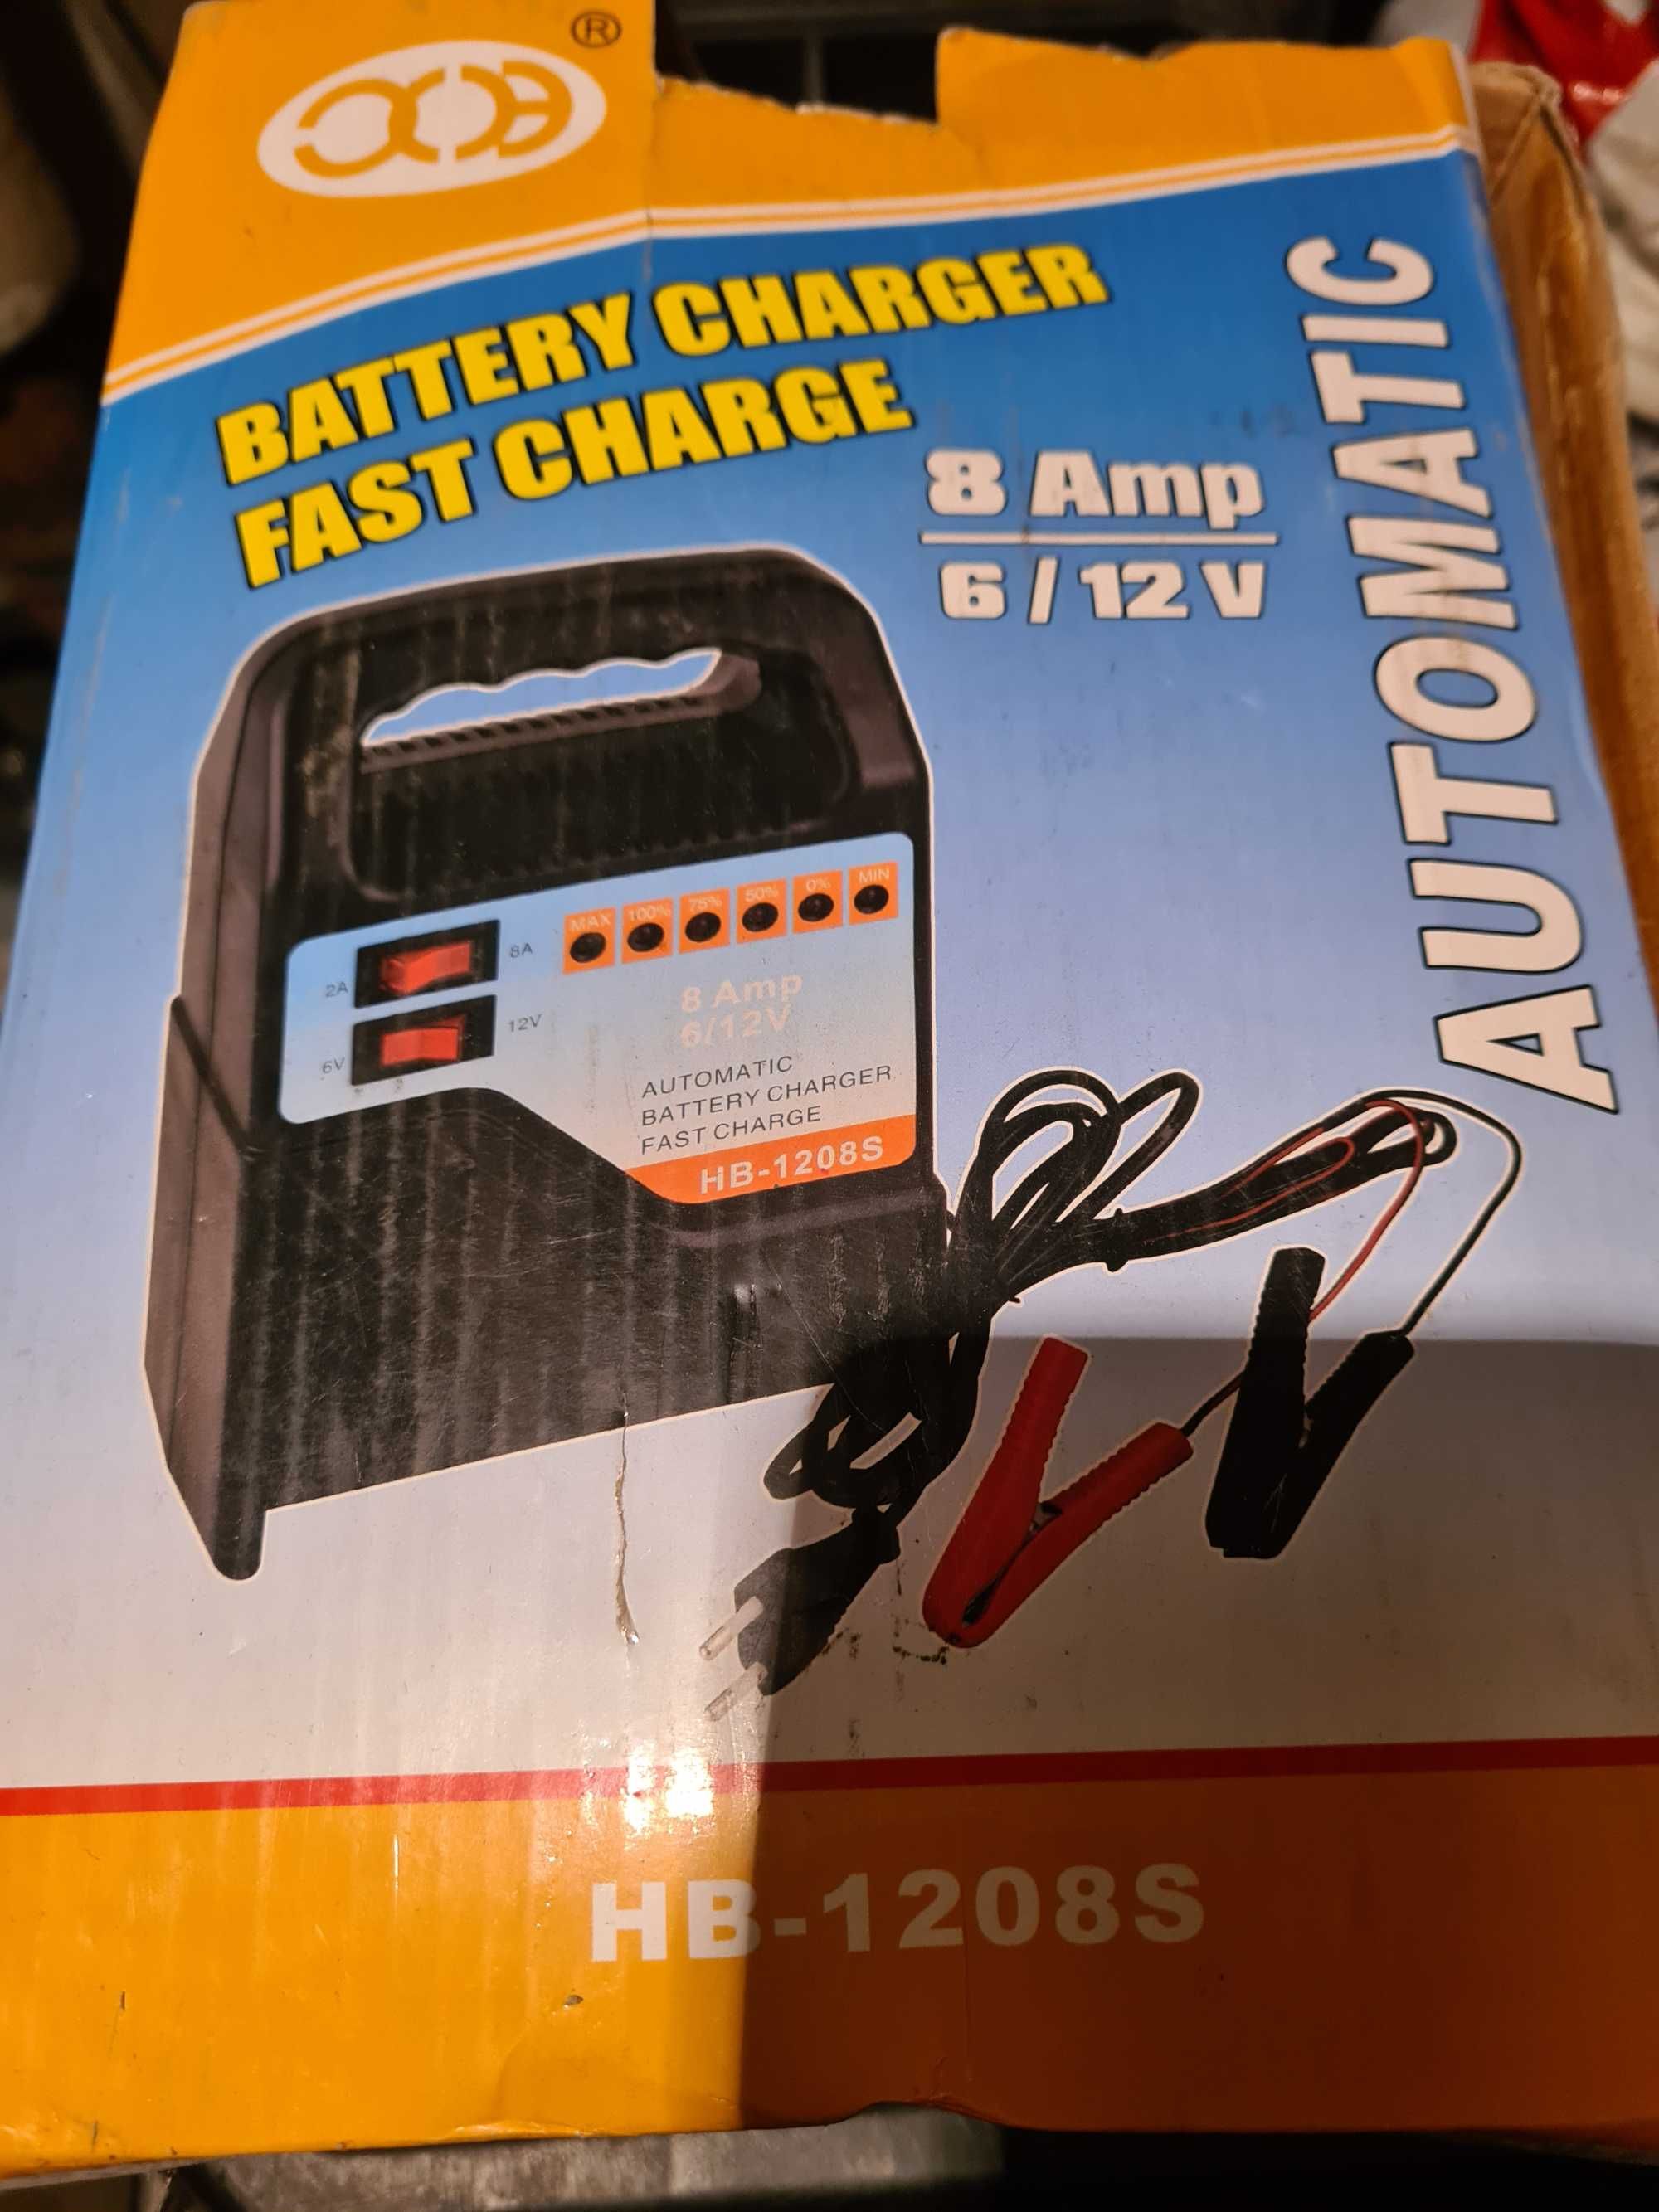 ®
BATTERY CHARGER
FAST CHARGE
8 Amp
6 / 12 V
AUTOMATIC
MAX 100% 75% 50% 0% MIN
2A 8A
6V 12V
8 Amp
6/12V
AUTOMATIC
BATTERY CHARGER
FAST CHARGE
HB-1208S
HB-1208S